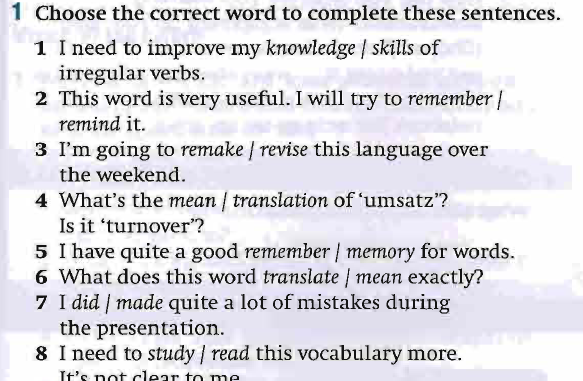 1 Choose the correct word to complete these sentences.
1 I need to improve my knowledge / skills of
irregular verbs.
2 This word is very useful. I will try to remember /
remind it.
3 I'm going to remake / revise this language over
the weekend.
4 What's the mean / translation of 'umsatz'?
Is it 'turnover'?
5 I have quite a good remember / memory for words.
6 What does this word translate / mean exactly?
7 I did / made quite a lot of mistakes during
the presentation.
8 I need to study / read this vocabulary more.
It's not clear to me.